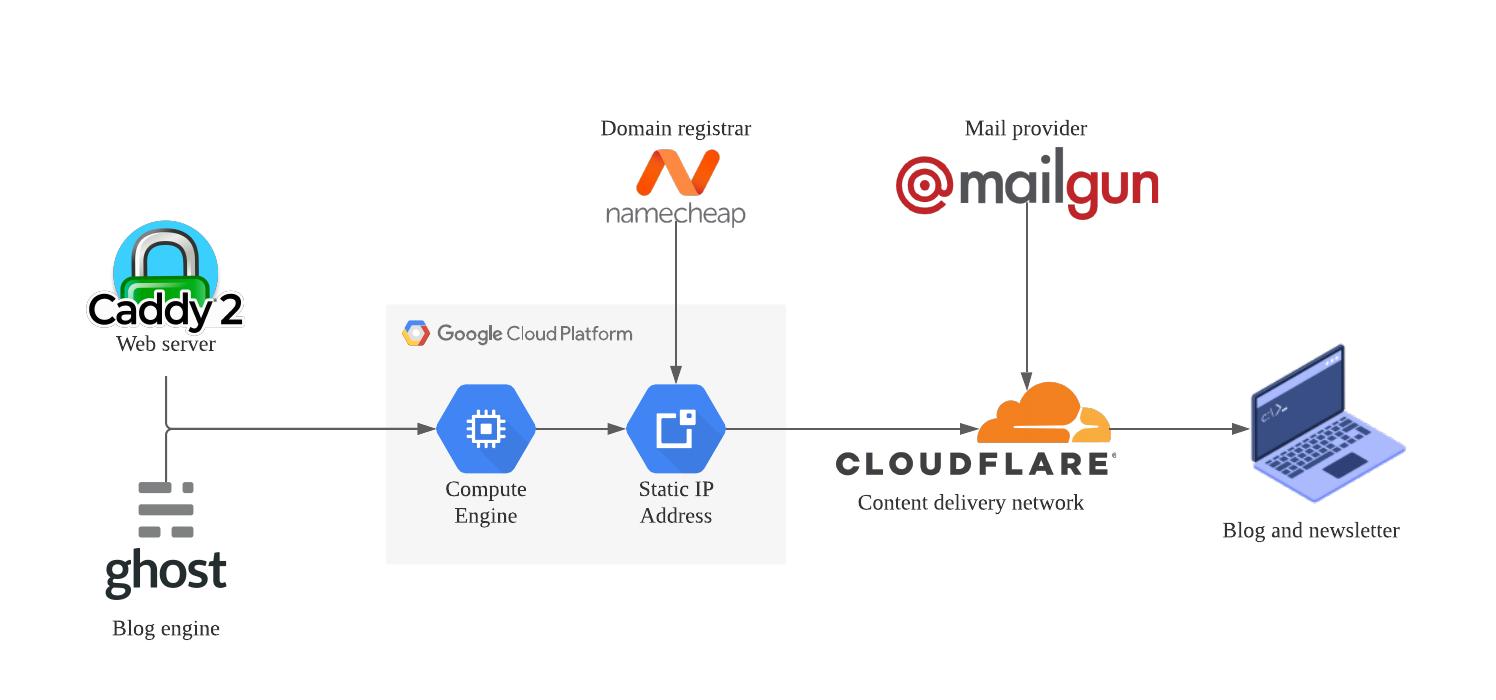 Domain registrar
namecheap
Mail provider
@mailgun
Caddy 2
Web server
Google Cloud Platform
Compute
Engine
Static IP
Address
C:\>_
CLOUDFLARE®
Content delivery network
Blog and newsletter
ghost
Blog engine